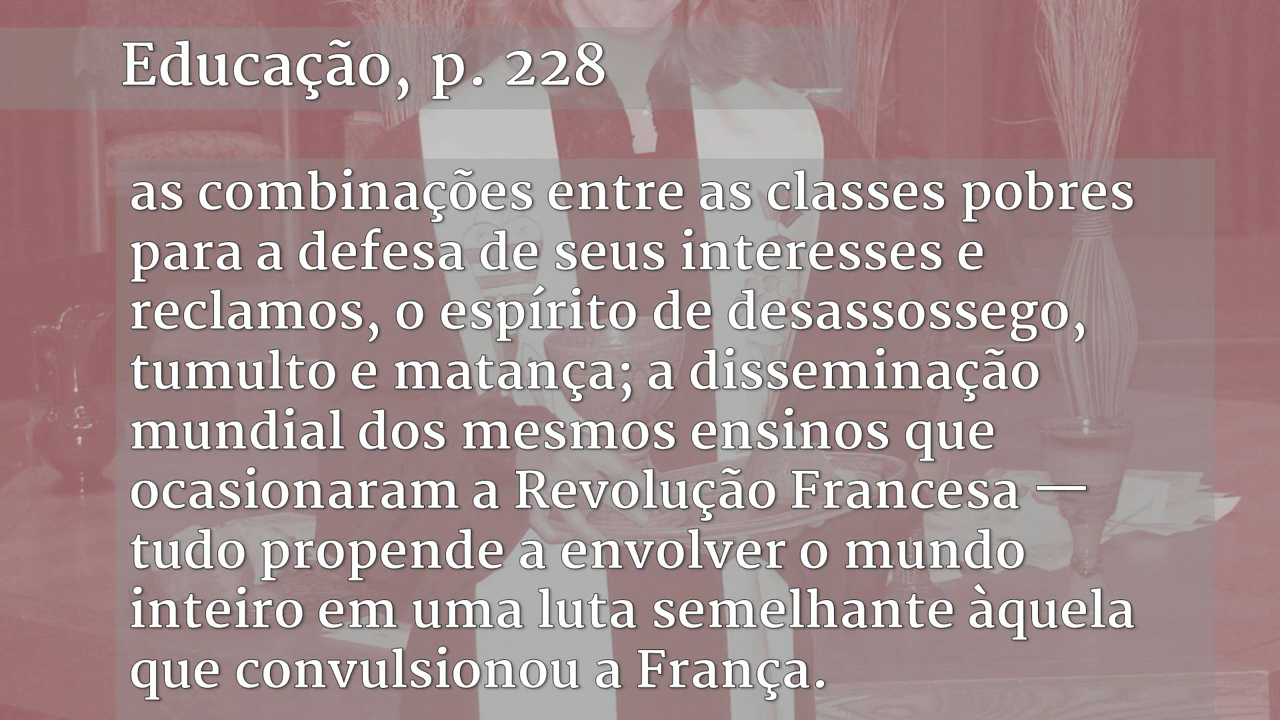 Educação, p. 228
as combinações entre as classes pobres
para a defesa de seus interesses e
reclamos, o espírito de desassossego,
tumulto e matança; a disseminação
mundial dos mesmos ensinos que
ocasionaram a Revolução Francesa —
tudo propende a envolver o mundo
inteiro em uma luta semelhante àquela
que convulsionou a França.